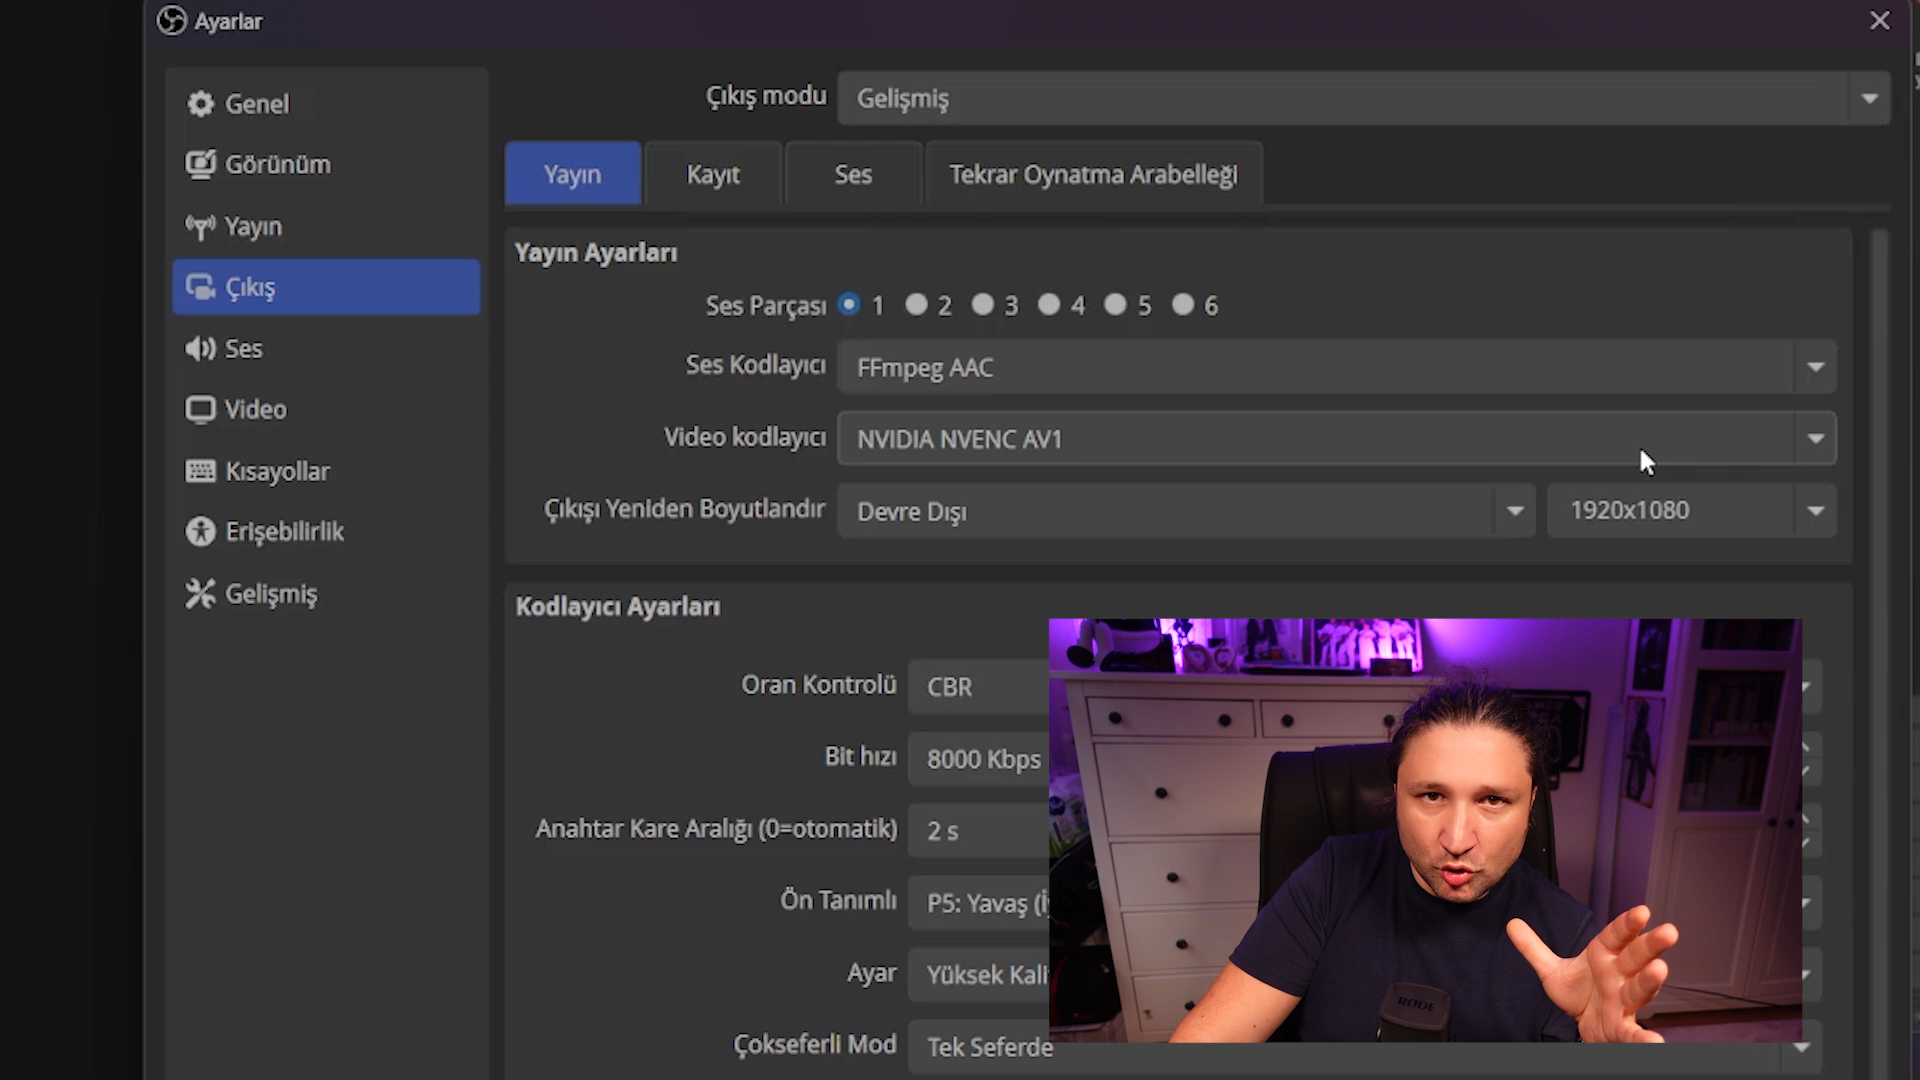 Ayarlar
Genel
Görünüm
Yayın
Çıkış
Ses
Video
Kısayollar
Erişebilirlik
Gelişmiş
Çıkış modu Gelişmiş
Yayın Kayıt Ses Tekrar Oynatma Arabelleği
Yayın Ayarları
Ses Parçası 1 2 3 4 5 6
Ses Kodlayıcı FFmpeg AAC
Video kodlayıcı NVIDIA NVENC AV1
Çıkışı Yeniden Boyutlandır Devre Dışı 1920x1080
Kodlayıcı Ayarları
Oran Kontrolü CBR
Bit hızı 8000 Kbps
Anahtar Kare Aralığı (0=otomatik) 2 s
Ön Tanımlı P5: Yavaş (İy
Ayar Yüksek Kali
Çokseferli Mod Tek Seferde
RØDE